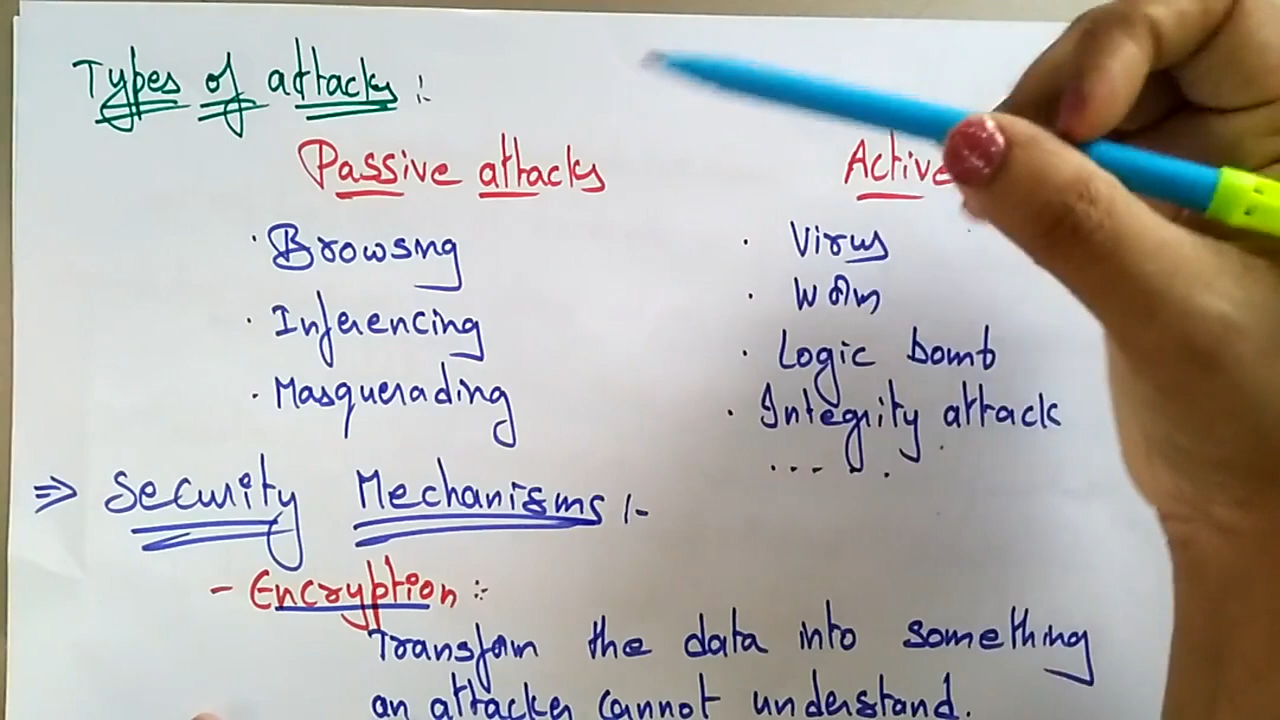 Types of attacks :
Passive attacks
Active
· Browsing
· Virus
· Inferencing
· Worm
· Masquerading
· Logic bomb
· Integrity attack
... - .
⇒ Security Mechanisms :-
- Encryption :-
Transform the data into something
an attacker cannot understand.